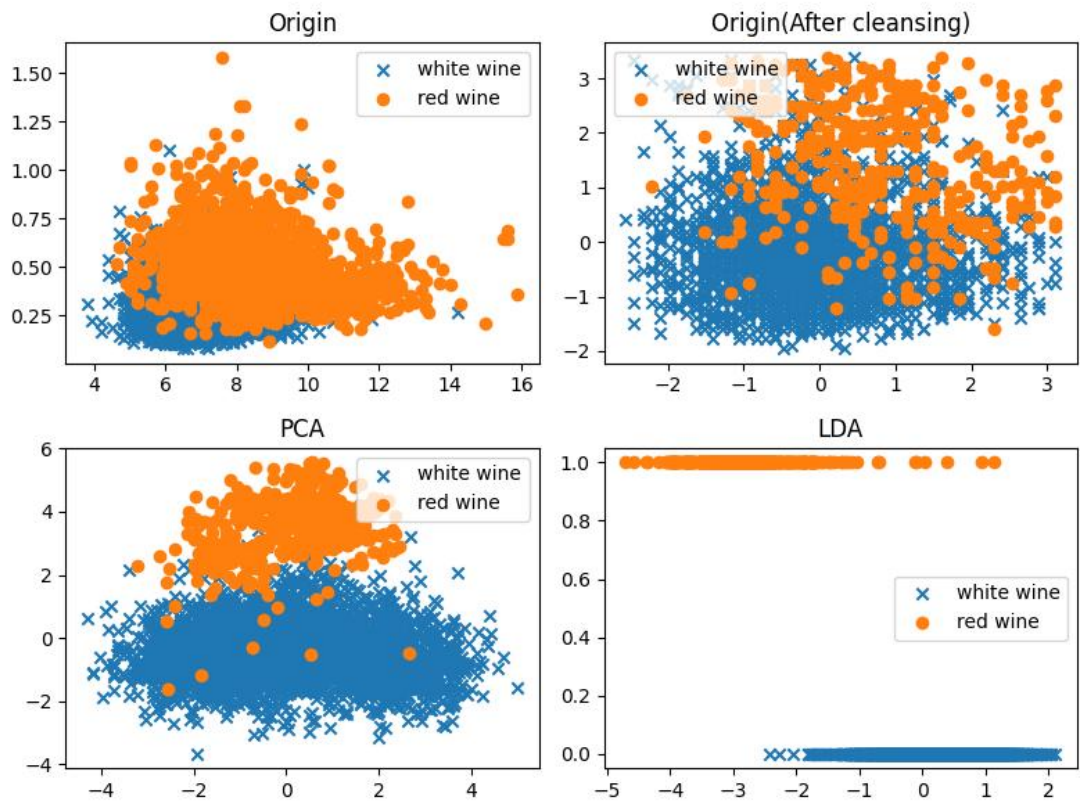 Origin
white wine
red wine
1.50
1.25
1.00
0.75
0.50
0.25
4 6 8 10 12 14 16
Origin(After cleansing)
white wine
red wine
3
2
1
0
−1
−2
−2 −1 0 1 2 3
PCA
white wine
red wine
6
4
2
0
−2
−4
−4 −2 0 2 4
LDA
white wine
red wine
1.0
0.8
0.6
0.4
0.2
0.0
−5 −4 −3 −2 −1 0 1 2